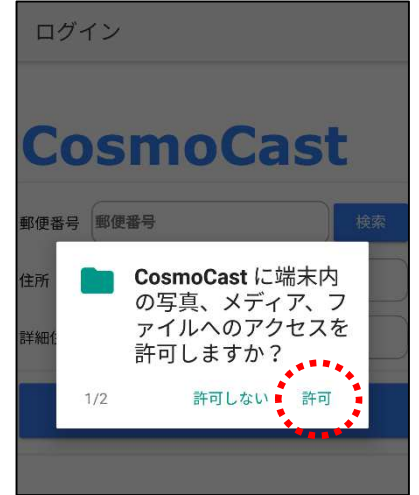 ログイン
CosmoCast
郵便番号 郵便番号 検索
住所
CosmoCast に端末内
の写真、メディア、フ
ァイルへのアクセスを
許可しますか？
詳細
1/2 許可しない 許可